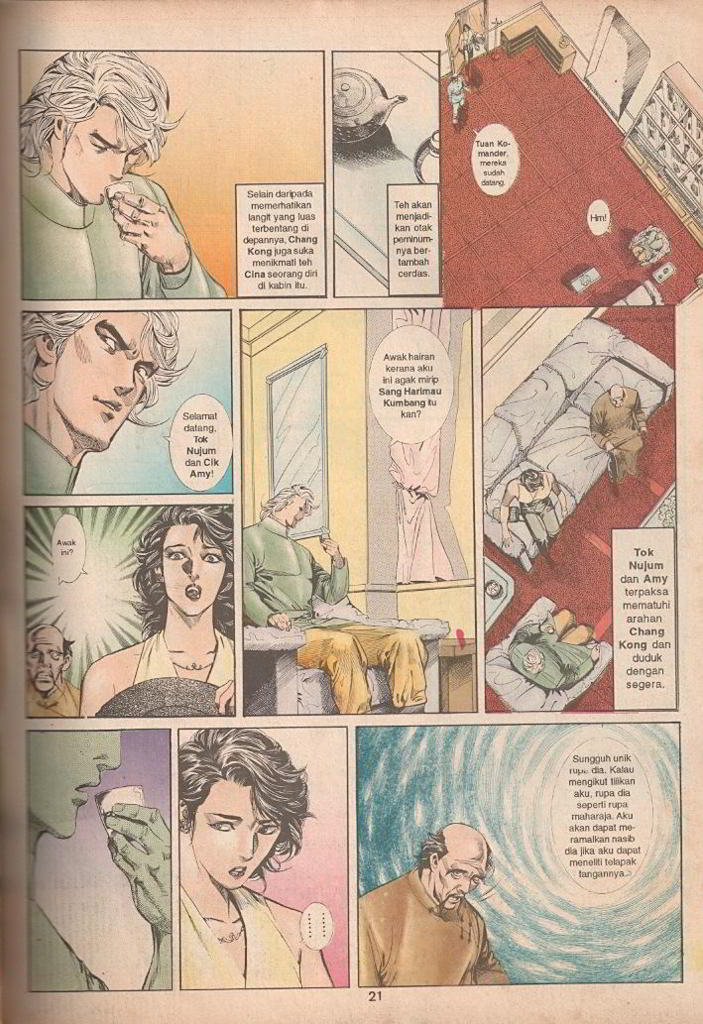 Selain daripada
memerhatikan
langit yang luas
terbentang di
depannya, Chang
Kong juga suka
menikmati teh
Cina seorang diri
di kabin itu.
Teh akan
menjadi-
kan otak
peminum-
nya ber-
tambah
cerdas.
Tuan Ko-
mander,
mereka
sudah
datang.
Hm!
Selamat
datang,
Tok
Nujum
dan Cik
Amy!
Awak
ini?
Awak hairan
kerana aku
ini agak mirip
Sang Harimau
Kumbang itu
kan?
Tok
Nujum
dan Amy
terpaksa
mematuhi
arahan
Chang
Kong dan
duduk
dengan
segera.
......
Sungguh unik
rupa dia. Kalau
mengikut tilikan
aku, rupa dia
seperti rupa
maharaja. Aku
akan dapat me-
ramalkan nasib
dia jika aku dapat
meneliti telapak
tangannya.
21